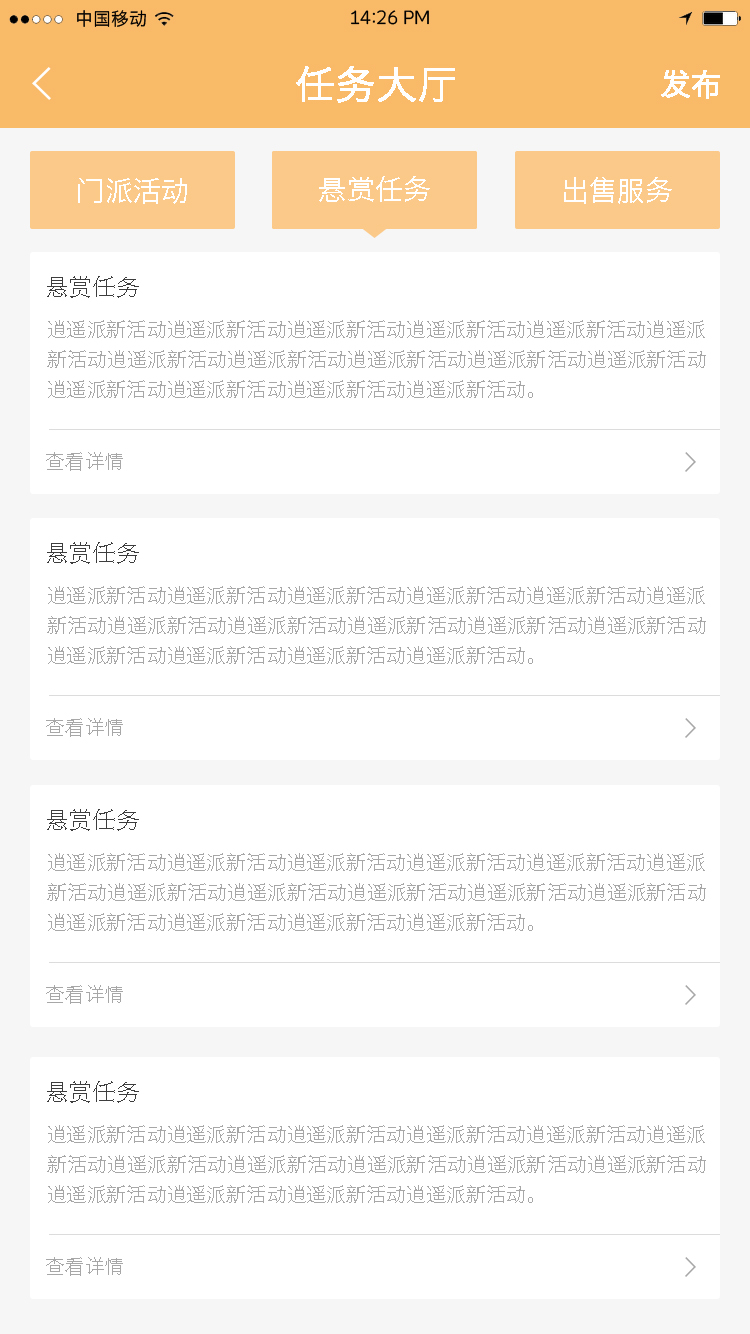 中国移动 14:26 PM
任务大厅 发布
门派活动 悬赏任务 出售服务
悬赏任务
逍遥派新活动逍遥派新活动逍遥派新活动逍遥派新活动逍遥派新活动逍遥派
新活动逍遥派新活动逍遥派新活动逍遥派新活动逍遥派新活动逍遥派新活动
逍遥派新活动逍遥派新活动逍遥派新活动逍遥派新活动。
查看详情
悬赏任务
逍遥派新活动逍遥派新活动逍遥派新活动逍遥派新活动逍遥派新活动逍遥派
新活动逍遥派新活动逍遥派新活动逍遥派新活动逍遥派新活动逍遥派新活动
逍遥派新活动逍遥派新活动逍遥派新活动逍遥派新活动。
查看详情
悬赏任务
逍遥派新活动逍遥派新活动逍遥派新活动逍遥派新活动逍遥派新活动逍遥派
新活动逍遥派新活动逍遥派新活动逍遥派新活动逍遥派新活动逍遥派新活动
逍遥派新活动逍遥派新活动逍遥派新活动逍遥派新活动。
查看详情
悬赏任务
逍遥派新活动逍遥派新活动逍遥派新活动逍遥派新活动逍遥派新活动逍遥派
新活动逍遥派新活动逍遥派新活动逍遥派新活动逍遥派新活动逍遥派新活动
逍遥派新活动逍遥派新活动逍遥派新活动逍遥派新活动。
查看详情